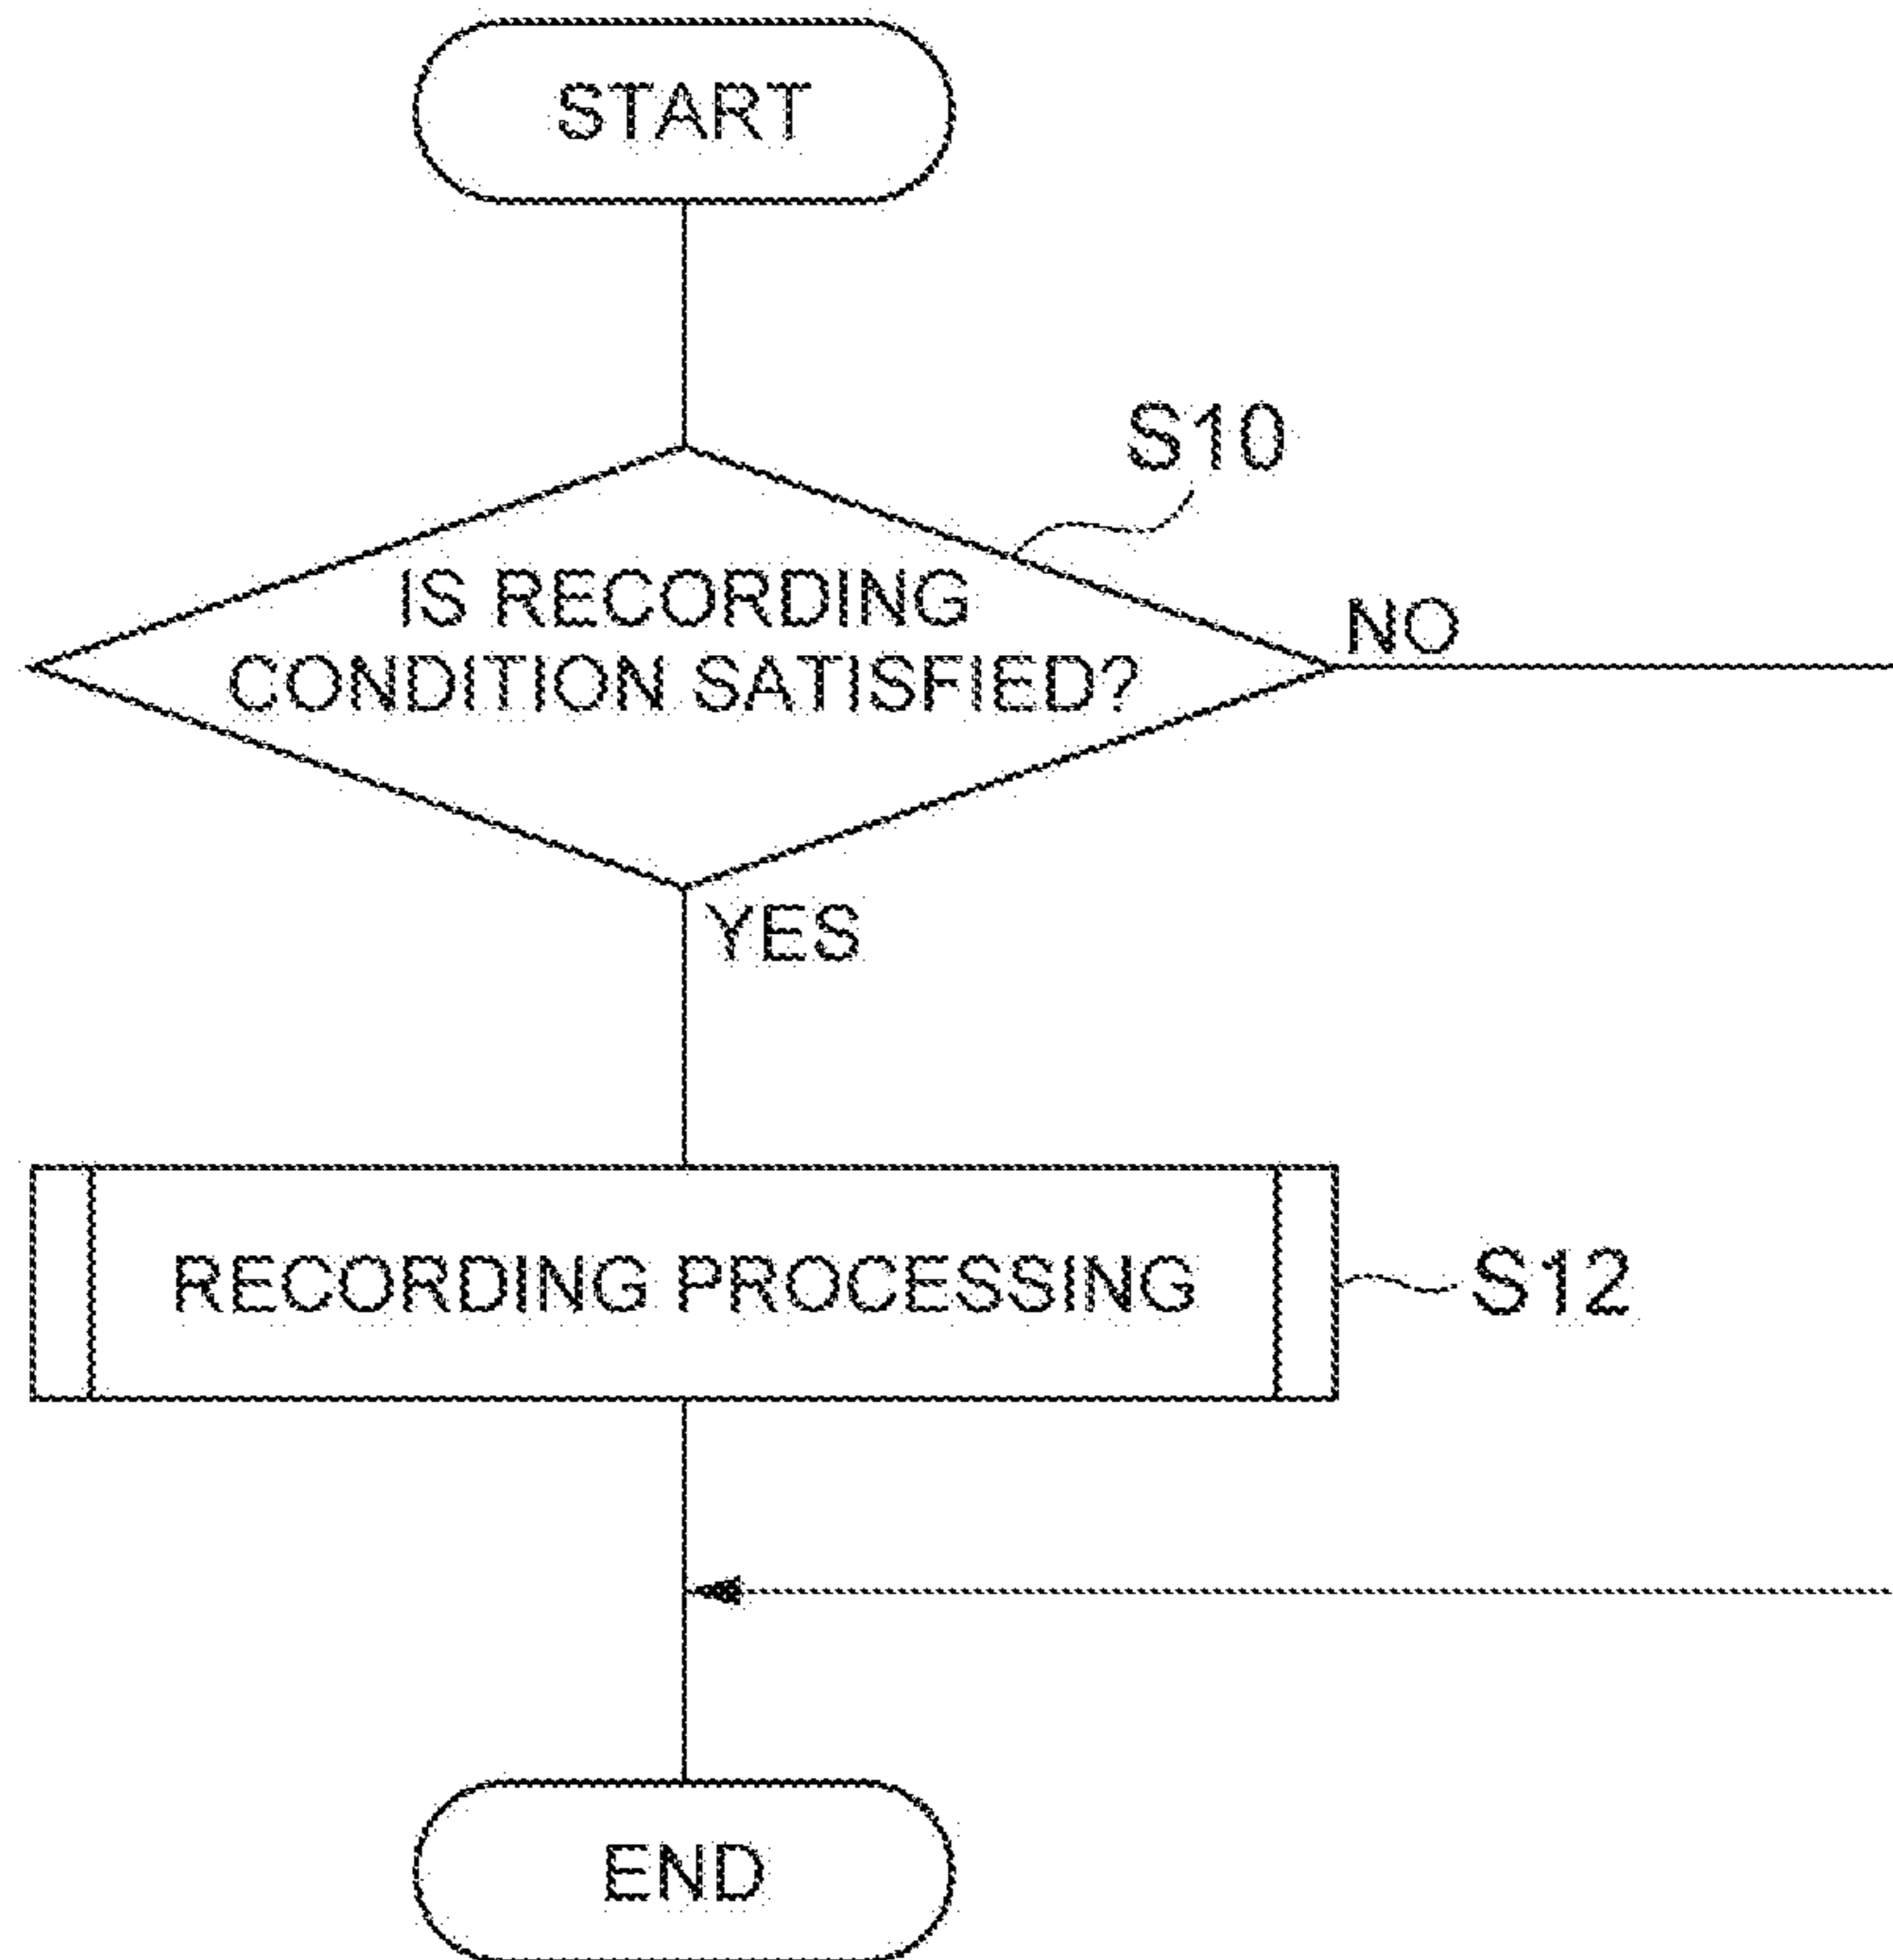 START
S10
IS RECORDING
CONDITION SATISFIED?
NO
YES
RECORDING PROCESSING
S12
END